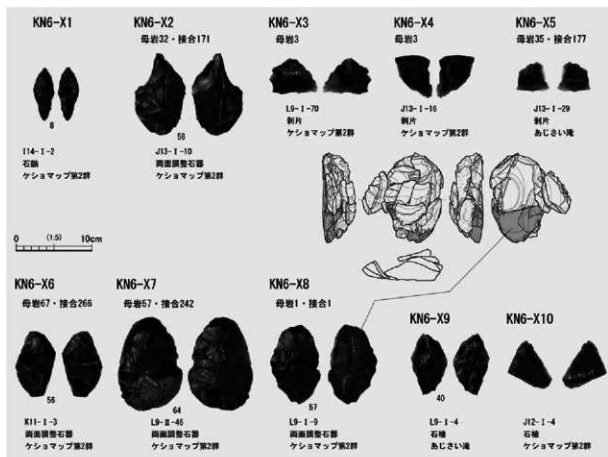 KN6-X1
8
I14-Ⅰ-2
石鏃
ケショマップ第2群
KN6-X2
母岩32・接合171
58
J13-Ⅰ-10
両面調整石器
ケショマップ第2群
KN6-X3
母岩3
L9-Ⅰ-70
剥片
ケショマップ第2群
KN6-X4
母岩3
J13-Ⅰ-16
剥片
ケショマップ第2群
KN6-X5
母岩35・接合177
J13-Ⅰ-29
剥片
あじさい滝
0 (1:5) 10cm
KN6-X6
母岩67・接合266
56
K11-Ⅰ-3
両面調整石器
ケショマップ第2群
KN6-X7
母岩57・接合242
64
L9-Ⅱ-46
両面調整石器
ケショマップ第2群
KN6-X8
母岩1・接合1
57
L9-Ⅰ-9
両面調整石器
ケショマップ第2群
KN6-X9
40
L9-Ⅰ-4
石槍
あじさい滝
KN6-X10
J12-Ⅰ-4
石槍
ケショマップ第2群